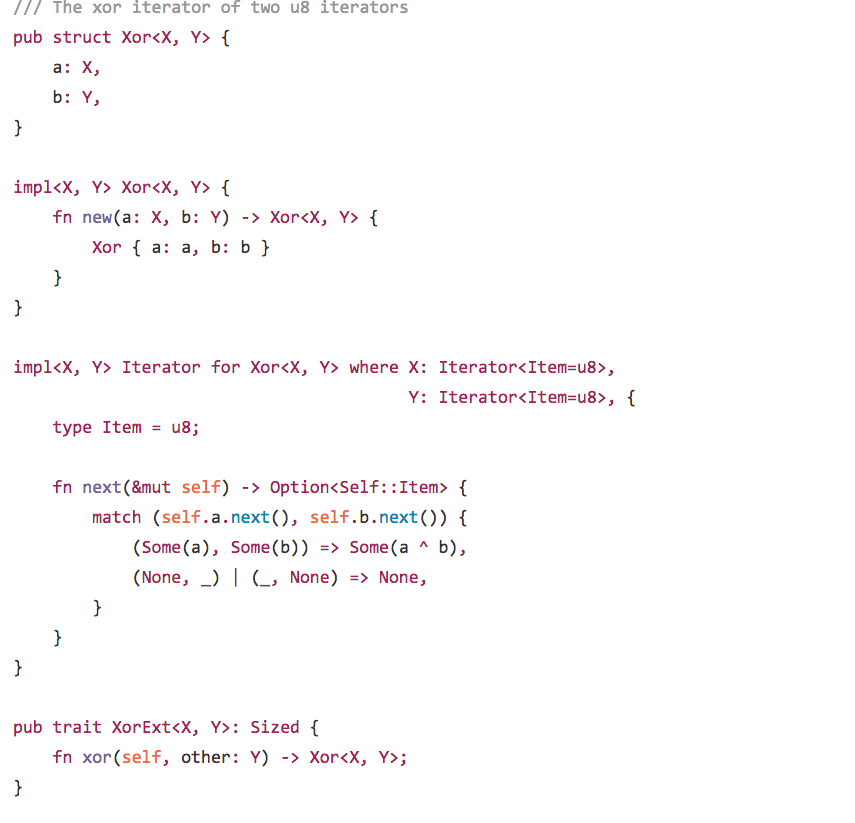 /// The xor iterator of two u8 iterators
pub struct Xor<X, Y> {
    a: X,
    b: Y,
}

impl<X, Y> Xor<X, Y> {
    fn new(a: X, b: Y) -> Xor<X, Y> {
        Xor { a: a, b: b }
    }
}

impl<X, Y> Iterator for Xor<X, Y> where X: Iterator<Item=u8>,
                                        Y: Iterator<Item=u8>, {
    type Item = u8;

    fn next(&mut self) -> Option<Self::Item> {
        match (self.a.next(), self.b.next()) {
            (Some(a), Some(b)) => Some(a ^ b),
            (None, _) | (_, None) => None,
        }
    }
}

pub trait XorExt<X, Y>: Sized {
    fn xor(self, other: Y) -> Xor<X, Y>;
}